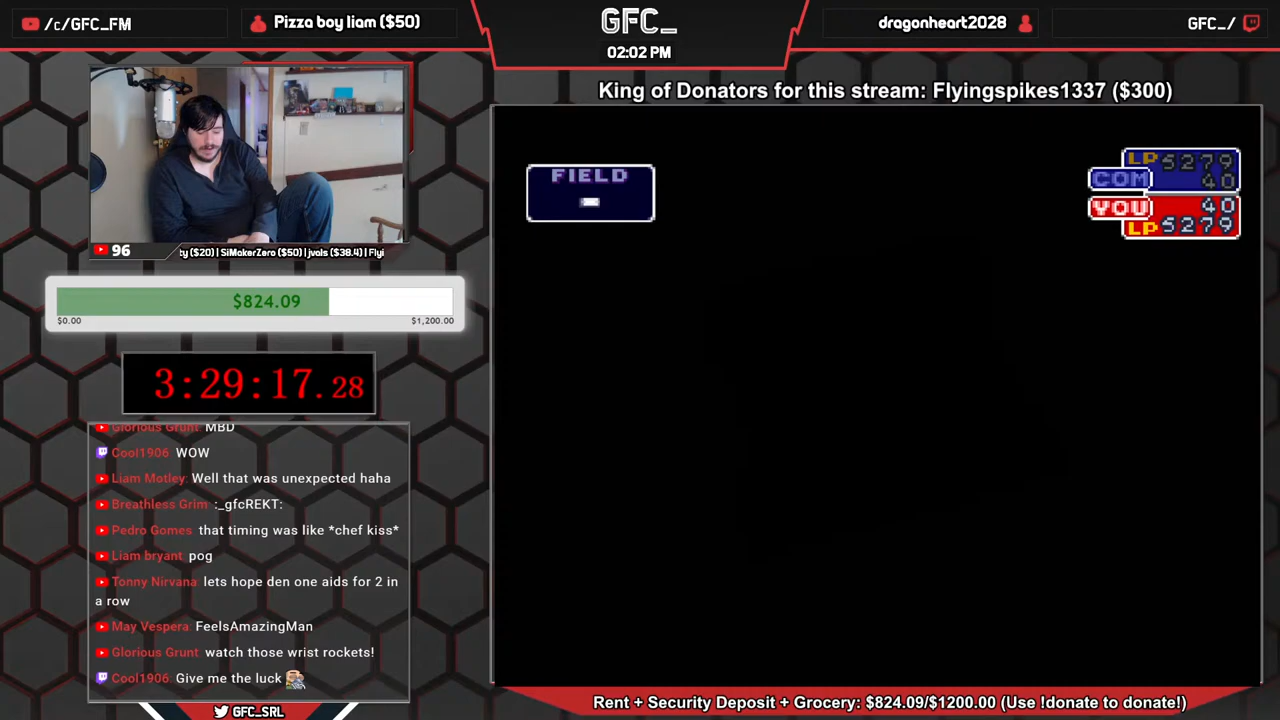 /c/GFC_FM
Pizza boy liam ($50)
GFC_
02:02 PM
dragonheart2028
GFC_/
King of Donators for this stream: Flyingspikes1337 ($300)
96
ty ($20) | SiMakerZero ($50) | jvals ($38.4) | Flyi
$824.09
$0.00
$1,200.00
3:29:17.28
Glorious Grunt: MBD
Cool1906 WOW
Liam Motley: Well that was unexpected haha
Breathless Grim: :_gfcREKT:
Pedro Gomes: that timing was like *chef kiss*
Liam bryant: pog
Tonny Nirvana: lets hope den one aids for 2 in
a row
May Vespera: FeelsAmazingMan
Glorious Grunt: watch those wrist rockets!
Cool1906 Give me the luck
GFC_SRL
FIELD
LP 5279
COM 40
YOU 40
LP 5279
Rent + Security Deposit + Grocery: $824.09/$1200.00 (Use !donate to donate!)